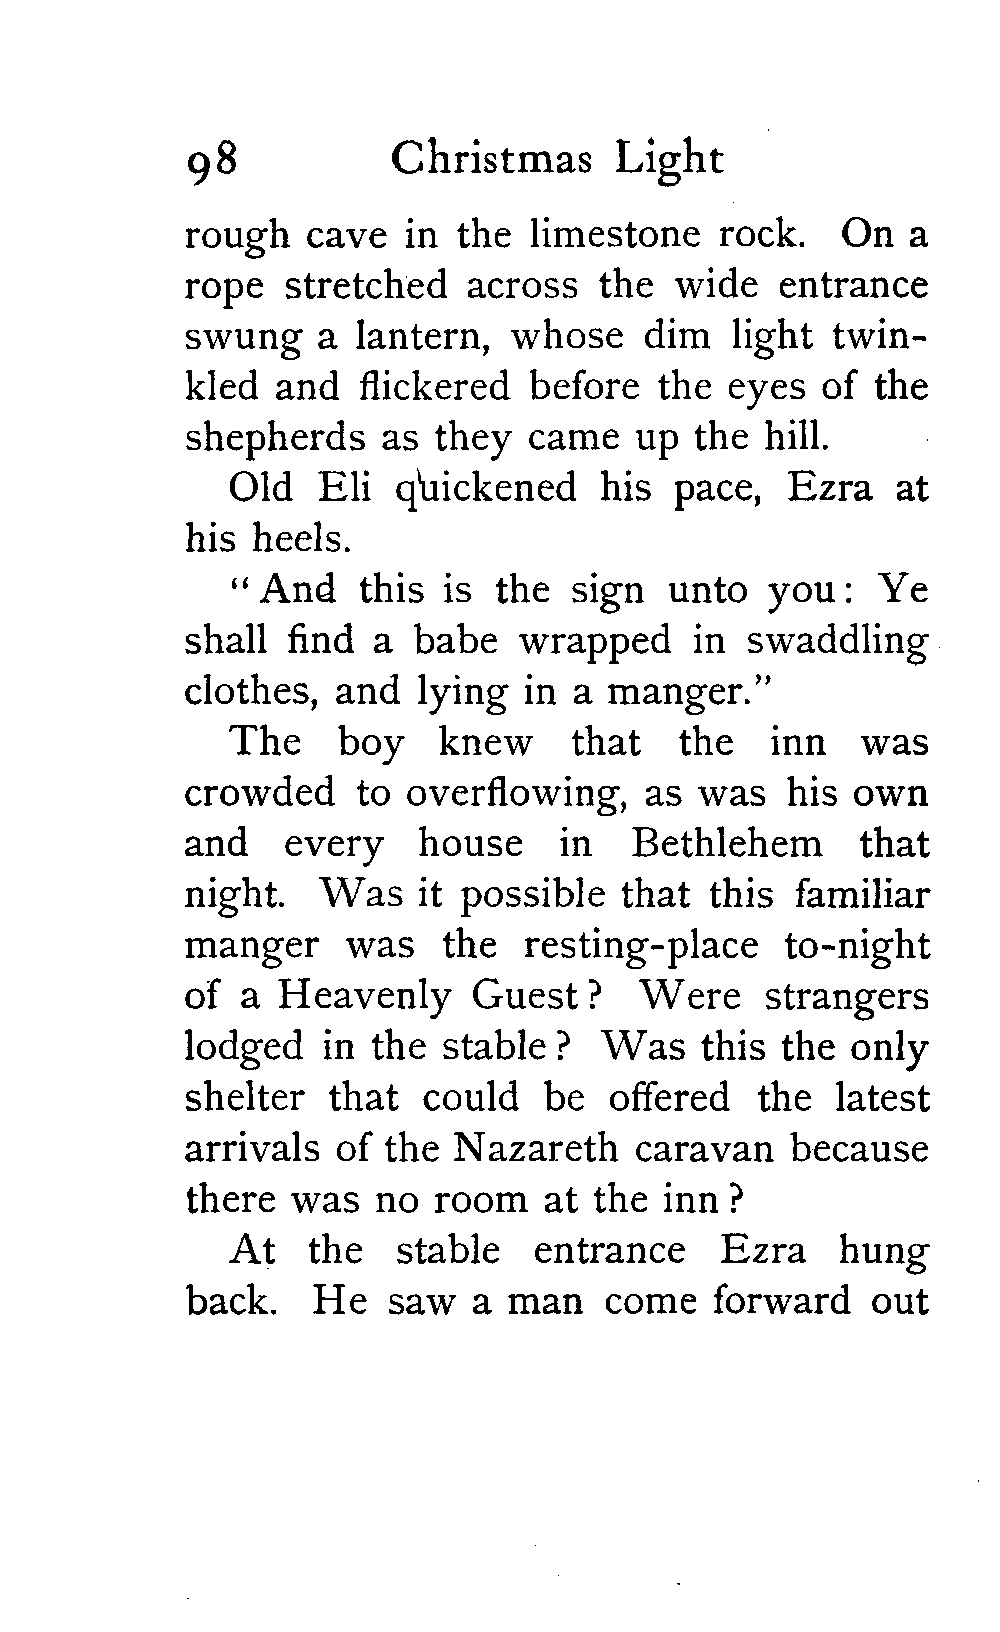 98 Christmas Light
rough cave in the limestone rock. On a
rope stretched across the wide entrance
swung a lantern, whose dim light twin-
kled and flickered before the eyes of the
shepherds as they came up the hill.
Old Eli quickened his pace, Ezra at
his heels.
"And this is the sign unto you: Ye
shall find a babe wrapped in swaddling
clothes, and lying in a manger."
The boy knew that the inn was
crowded to overflowing, as was his own
and every house in Bethlehem that
night. Was it possible that this familiar
manger was the resting-place to-night
of a Heavenly Guest? Were strangers
lodged in the stable? Was this the only
shelter that could be offered the latest
arrivals of the Nazareth caravan because
there was no room at the inn?
At the stable entrance Ezra hung
back. He saw a man come forward out